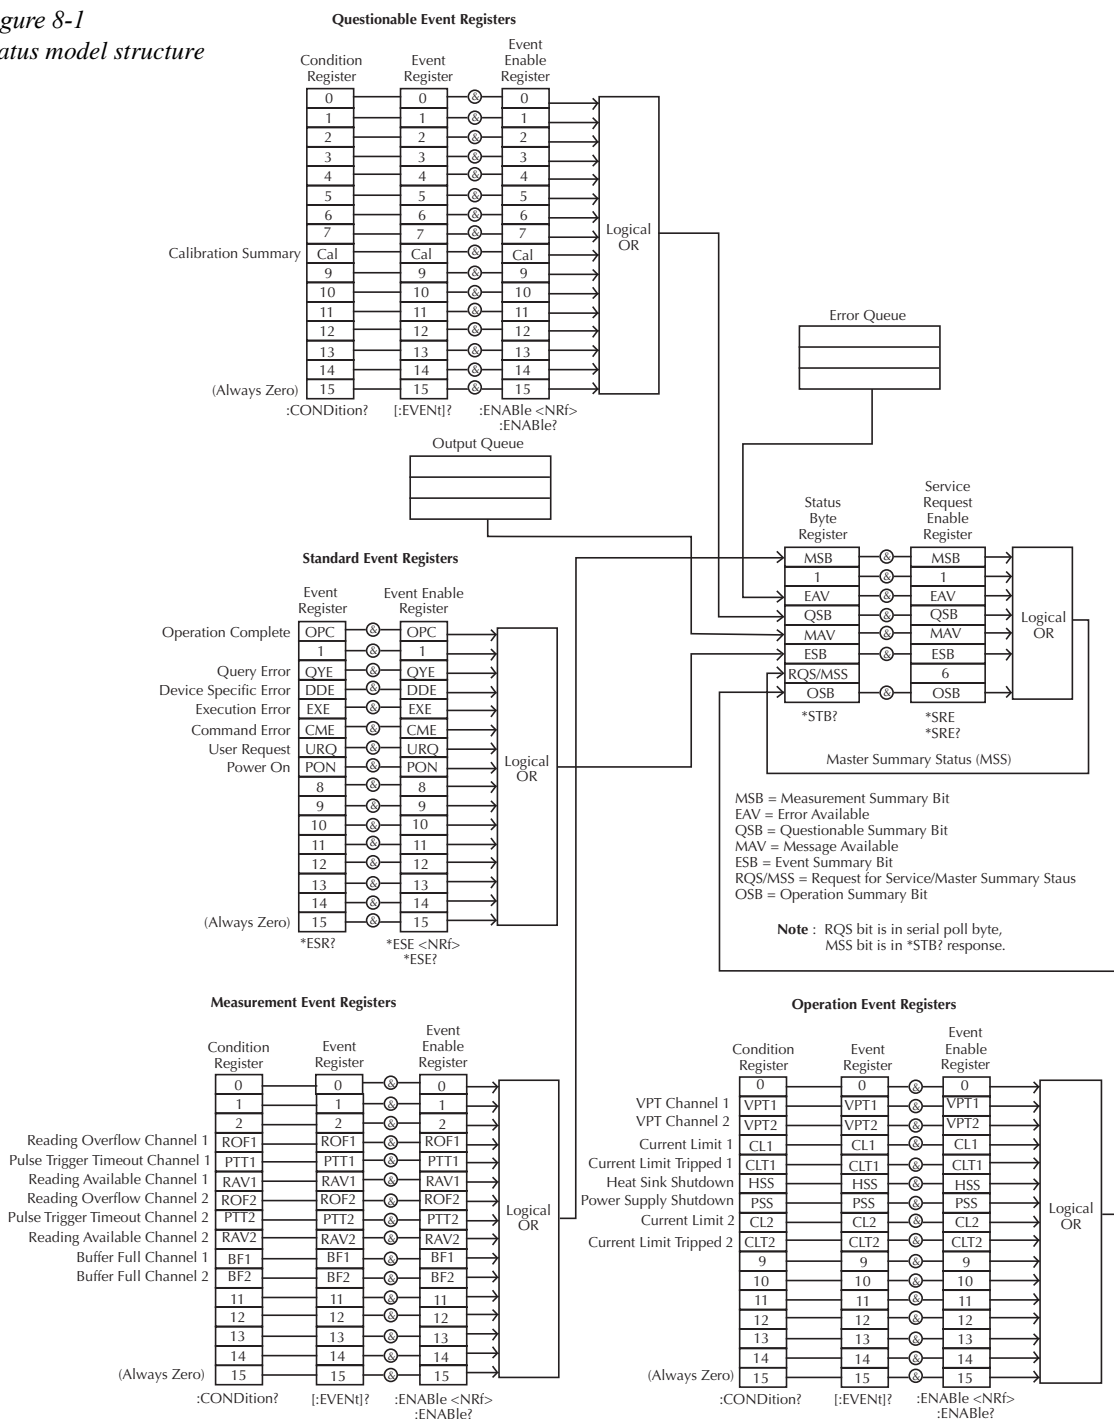 gure 8-1
atus model structure
Questionable Event Registers
Condition Register
Event Register
Event Enable Register
0 & 0 0
1 1 & 1
2 2 & 2
3 3 & 3
4 4 & 4
5 5 & 5
6 6 & 6
7 7 & 7
Calibration Summary Cal Cal & Cal
9 9 & 9
10 10 & 10
11 11 & 11
12 12 & 12
13 13 & 13
14 14 & 14
(Always Zero) 15 15 & 15
:CONDition? [:EVENt]? :ENABle <NRf>
:ENABle?
Logical
OR
Error Queue
Output Queue
Status
Byte
Register
Service
Request
Enable
Register
MSB & MSB
1 & 1
EAV & EAV
QSB & QSB
MAV & MAV
ESB & ESB
RQS/MSS 6
OSB & OSB
*STB? *SRE
*SRE?
Logical
OR
Master Summary Status (MSS)
MSB = Measurement Summary Bit
EAV = Error Available
QSB = Questionable Summary Bit
MAV = Message Available
ESB = Event Summary Bit
RQS/MSS = Request for Service/Master Summary Staus
OSB = Operation Summary Bit
Note : RQS bit is in serial poll byte,
MSS bit is in *STB? response.
Standard Event Registers
Event
Register
Event Enable
Register
Operation Complete OPC & OPC
1 & 1
Query Error QYE & QYE
Device Specific Error DDE & DDE
Execution Error EXE & EXE
Command Error CME & CME
User Request URQ & URQ
Power On PON & PON
8 & 8
9 & 9
10 & 10
11 & 11
12 & 12
13 & 13
14 & 14
(Always Zero) 15 & 15
*ESR? *ESE <NRf>
*ESE?
Logical
OR
Measurement Event Registers
Condition
Register
Event
Register
Event
Enable
Register
0 0 & 0
1 1 & 1
2 2 & 2
Reading Overflow Channel 1 ROF1 ROF1 & ROF1
Pulse Trigger Timeout Channel 1 PTT1 PTT1 & PTT1
Reading Available Channel 1 RAV1 RAV1 & RAV1
Reading Overflow Channel 2 ROF2 ROF2 & ROF2
Pulse Trigger Timeout Channel 2 PTT2 PTT2 & PTT2
Reading Available Channel 2 RAV2 RAV2 & RAV2
Buffer Full Channel 1 BF1 BF1 & BF1
Buffer Full Channel 2 BF2 BF2 & BF2
11 11 & 11
12 12 & 12
13 13 & 13
14 14 & 14
(Always Zero) 15 15 & 15
:CONDition? [:EVENt]? :ENABle <NRf>
:ENABle?
Logical
OR
Operation Event Registers
Condition
Register
Event
Register
Event
Enable
Register
0 0 & 0
VPT Channel 1 VPT1 VPT1 & VPT1
VPT Channel 2 VPT2 VPT2 & VPT2
Current Limit 1 CL1 CL1 & CL1
Current Limit Tripped 1 CLT1 CLT1 & CLT1
Heat Sink Shutdown HSS HSS & HSS
Power Supply Shutdown PSS PSS & PSS
Current Limit 2 CL2 CL2 & CL2
Current Limit Tripped 2 CLT2 CLT2 & CLT2
9 9 & 9
10 10 & 10
11 11 & 11
12 12 & 12
13 13 & 13
14 14 & 14
(Always Zero) 15 15 & 15
:CONDition? [:EVENt]? :ENABle <NRf>
:ENABle?
Logical
OR